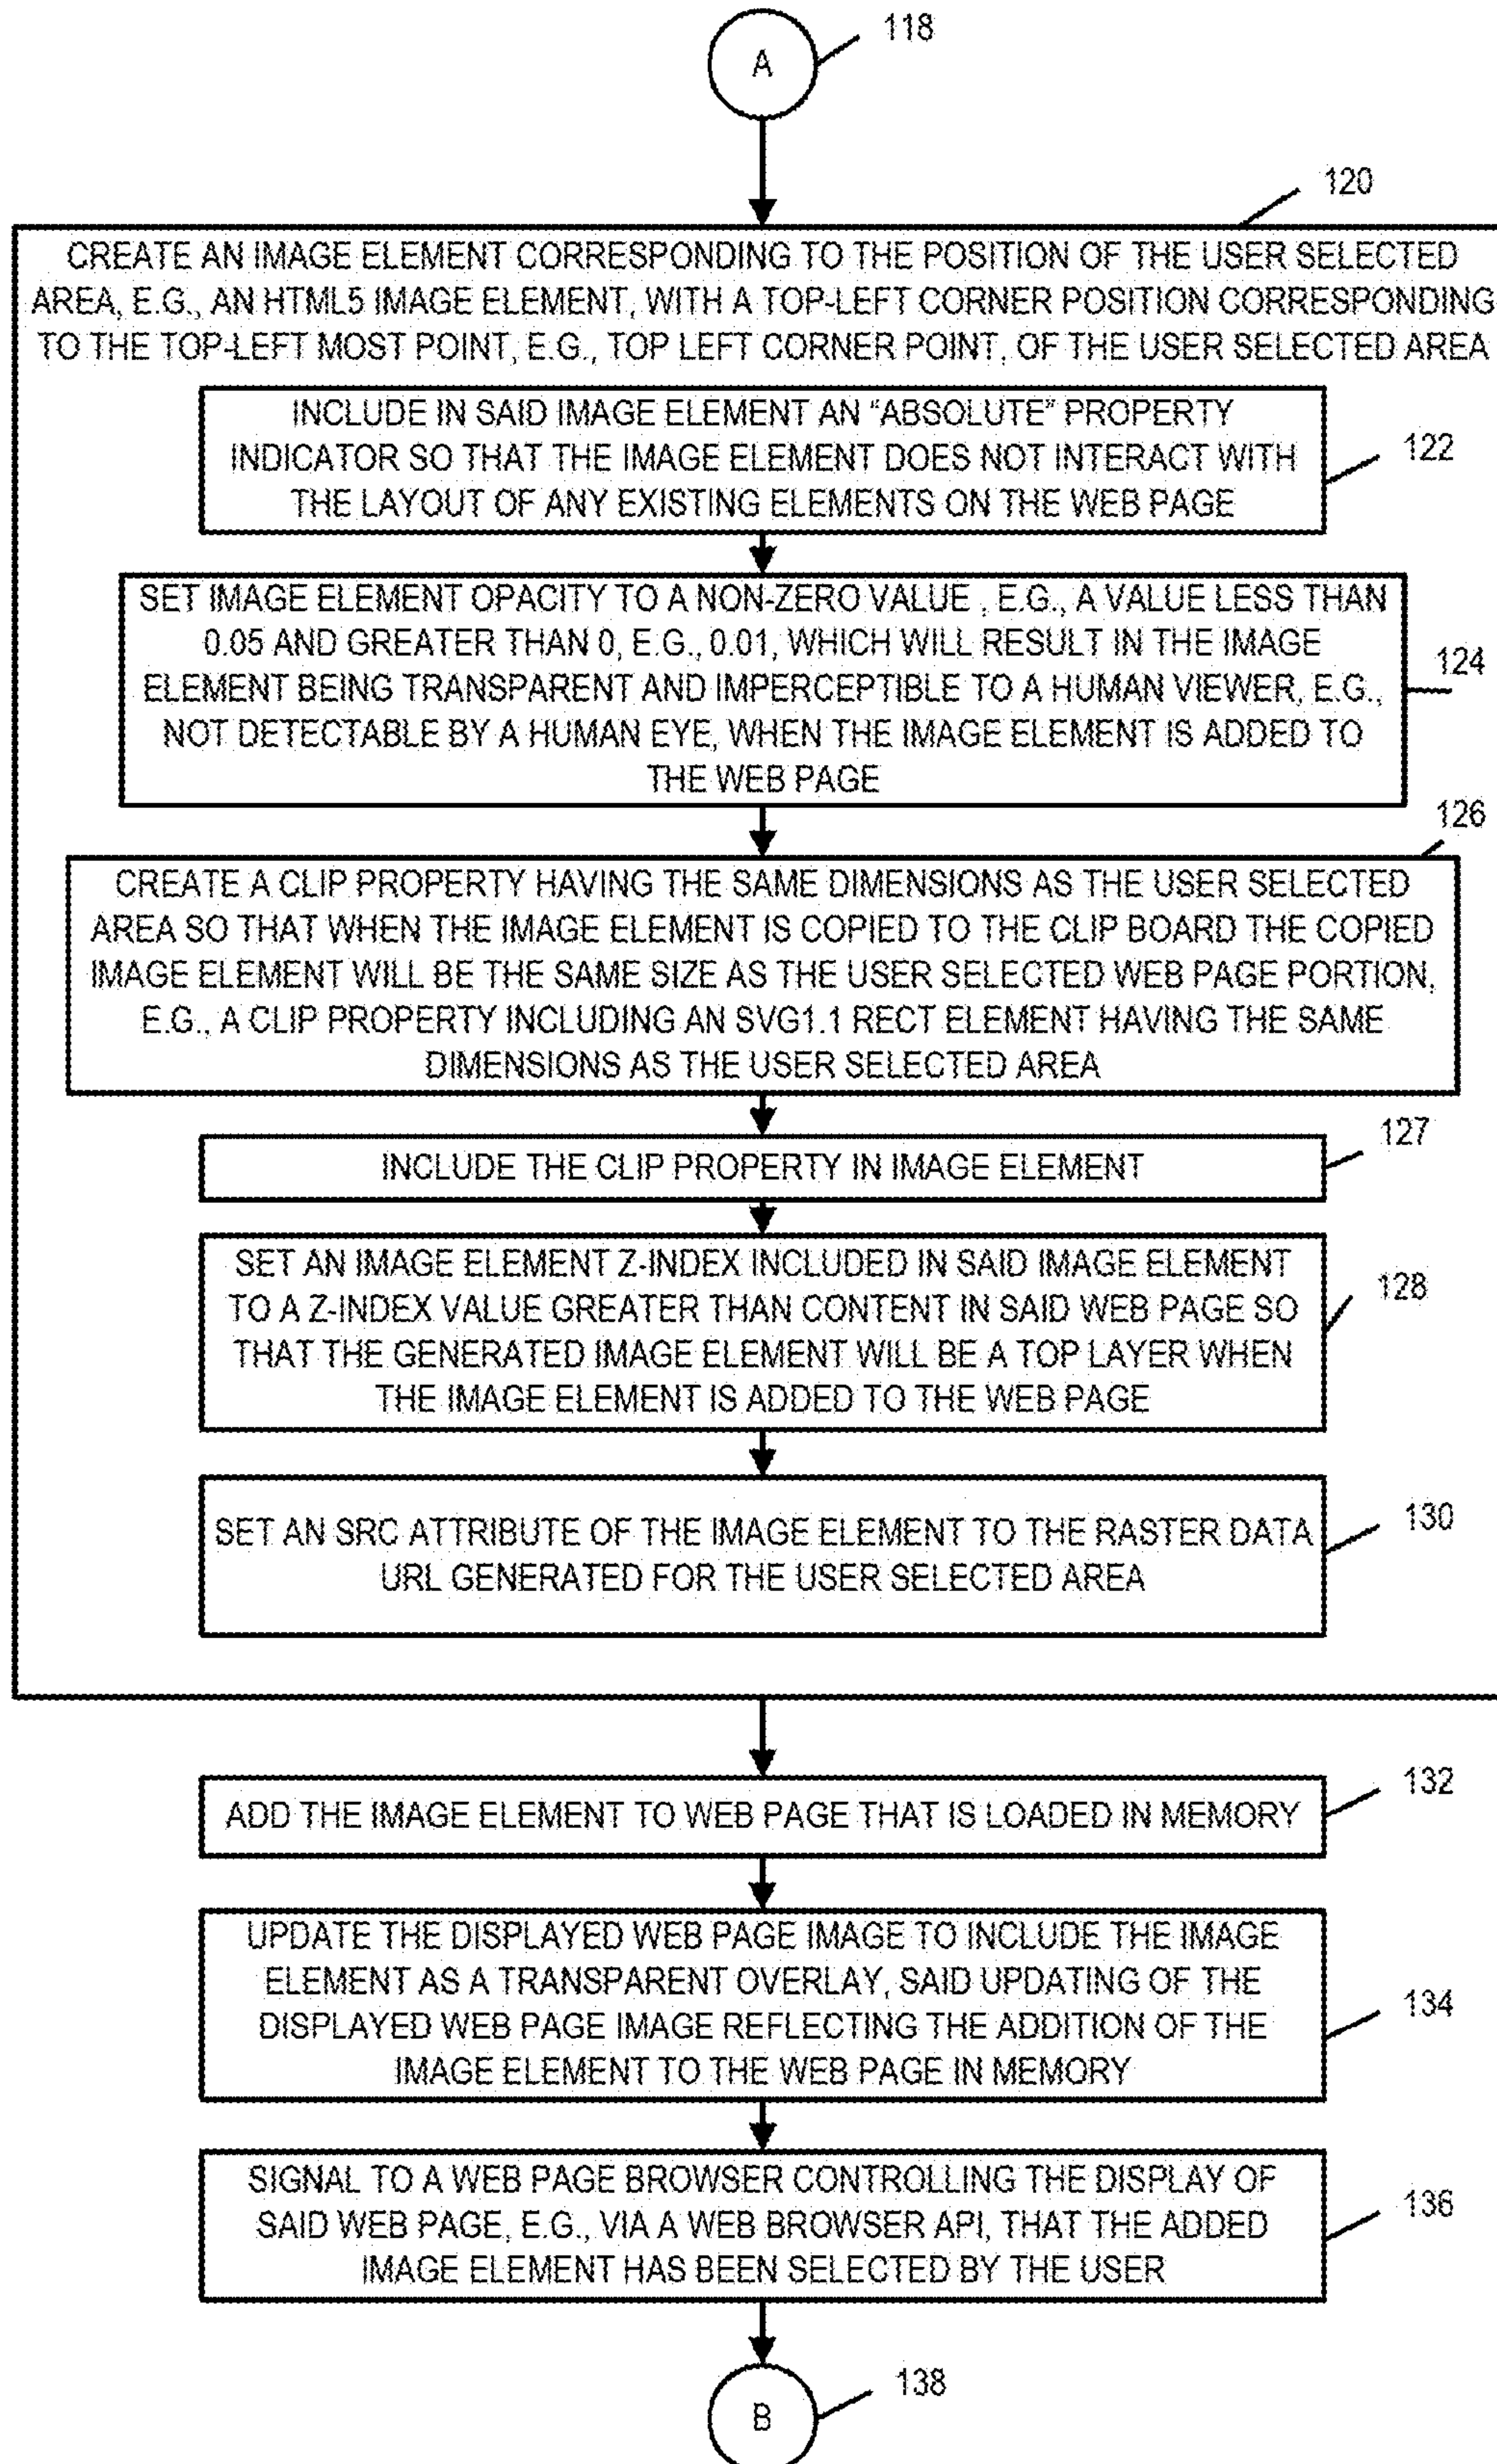 A
118
120
CREATE AN IMAGE ELEMENT CORRESPONDING TO THE POSITION OF THE USER SELECTED
AREA, E.G., AN HTML5 IMAGE ELEMENT, WITH A TOP-LEFT CORNER POSITION CORRESPONDING
TO THE TOP-LEFT MOST POINT, E.G., TOP LEFT CORNER POINT, OF THE USER SELECTED AREA
INCLUDE IN SAID IMAGE ELEMENT AN "ABSOLUTE" PROPERTY
INDICATOR SO THAT THE IMAGE ELEMENT DOES NOT INTERACT WITH
THE LAYOUT OF ANY EXISTING ELEMENTS ON THE WEB PAGE
122
SET IMAGE ELEMENT OPACITY TO A NON-ZERO VALUE , E.G., A VALUE LESS THAN
0.05 AND GREATER THAN 0, E.G., 0.01, WHICH WILL RESULT IN THE IMAGE
ELEMENT BEING TRANSPARENT AND IMPERCEPTIBLE TO A HUMAN VIEWER, E.G.,
NOT DETECTABLE BY A HUMAN EYE, WHEN THE IMAGE ELEMENT IS ADDED TO
THE WEB PAGE
124
126
CREATE A CLIP PROPERTY HAVING THE SAME DIMENSIONS AS THE USER SELECTED
AREA SO THAT WHEN THE IMAGE ELEMENT IS COPIED TO THE CLIP BOARD THE COPIED
IMAGE ELEMENT WILL BE THE SAME SIZE AS THE USER SELECTED WEB PAGE PORTION,
E.G., A CLIP PROPERTY INCLUDING AN SVG1.1 RECT ELEMENT HAVING THE SAME
DIMENSIONS AS THE USER SELECTED AREA
INCLUDE THE CLIP PROPERTY IN IMAGE ELEMENT
127
SET AN IMAGE ELEMENT Z-INDEX INCLUDED IN SAID IMAGE ELEMENT
TO A Z-INDEX VALUE GREATER THAN CONTENT IN SAID WEB PAGE SO
THAT THE GENERATED IMAGE ELEMENT WILL BE A TOP LAYER WHEN
THE IMAGE ELEMENT IS ADDED TO THE WEB PAGE
128
SET AN SRC ATTRIBUTE OF THE IMAGE ELEMENT TO THE RASTER DATA
URL GENERATED FOR THE USER SELECTED AREA
130
ADD THE IMAGE ELEMENT TO WEB PAGE THAT IS LOADED IN MEMORY
132
UPDATE THE DISPLAYED WEB PAGE IMAGE TO INCLUDE THE IMAGE
ELEMENT AS A TRANSPARENT OVERLAY, SAID UPDATING OF THE
DISPLAYED WEB PAGE IMAGE REFLECTING THE ADDITION OF THE
IMAGE ELEMENT TO THE WEB PAGE IN MEMORY
134
SIGNAL TO A WEB PAGE BROWSER CONTROLLING THE DISPLAY OF
SAID WEB PAGE, E.G., VIA A WEB BROWSER API, THAT THE ADDED
IMAGE ELEMENT HAS BEEN SELECTED BY THE USER
136
B
138